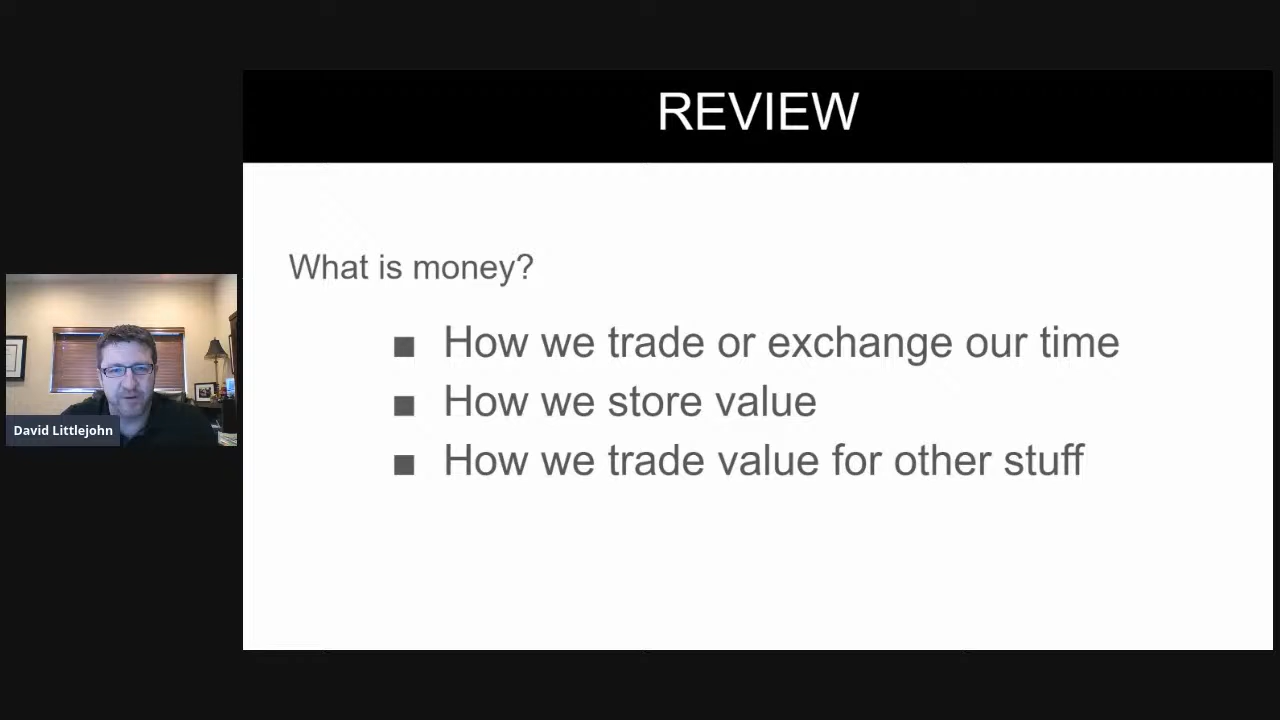 REVIEW
What is money?
■ How we trade or exchange our time
■ How we store value
■ How we trade value for other stuff
David Littlejohn